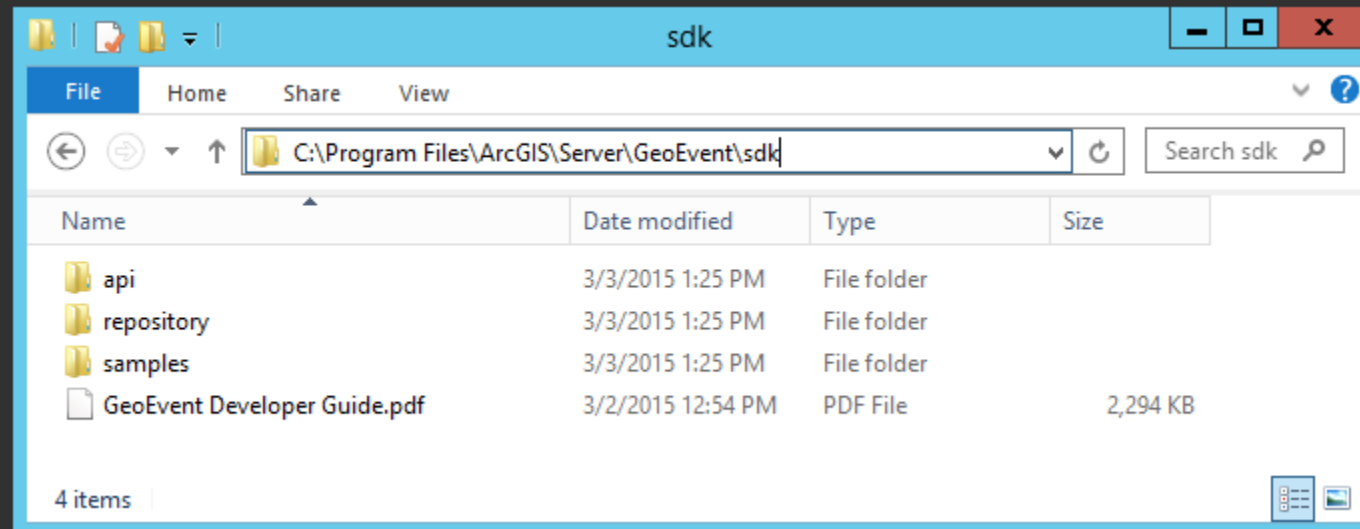 sdk
File Home Share View
C:\Program Files\ArcGIS\Server\GeoEvent\sdk Search sdk
Name Date modified Type Size
api 3/3/2015 1:25 PM File folder
repository 3/3/2015 1:25 PM File folder
samples 3/3/2015 1:25 PM File folder
GeoEvent Developer Guide.pdf 3/2/2015 12:54 PM PDF File 2,294 KB
4 items